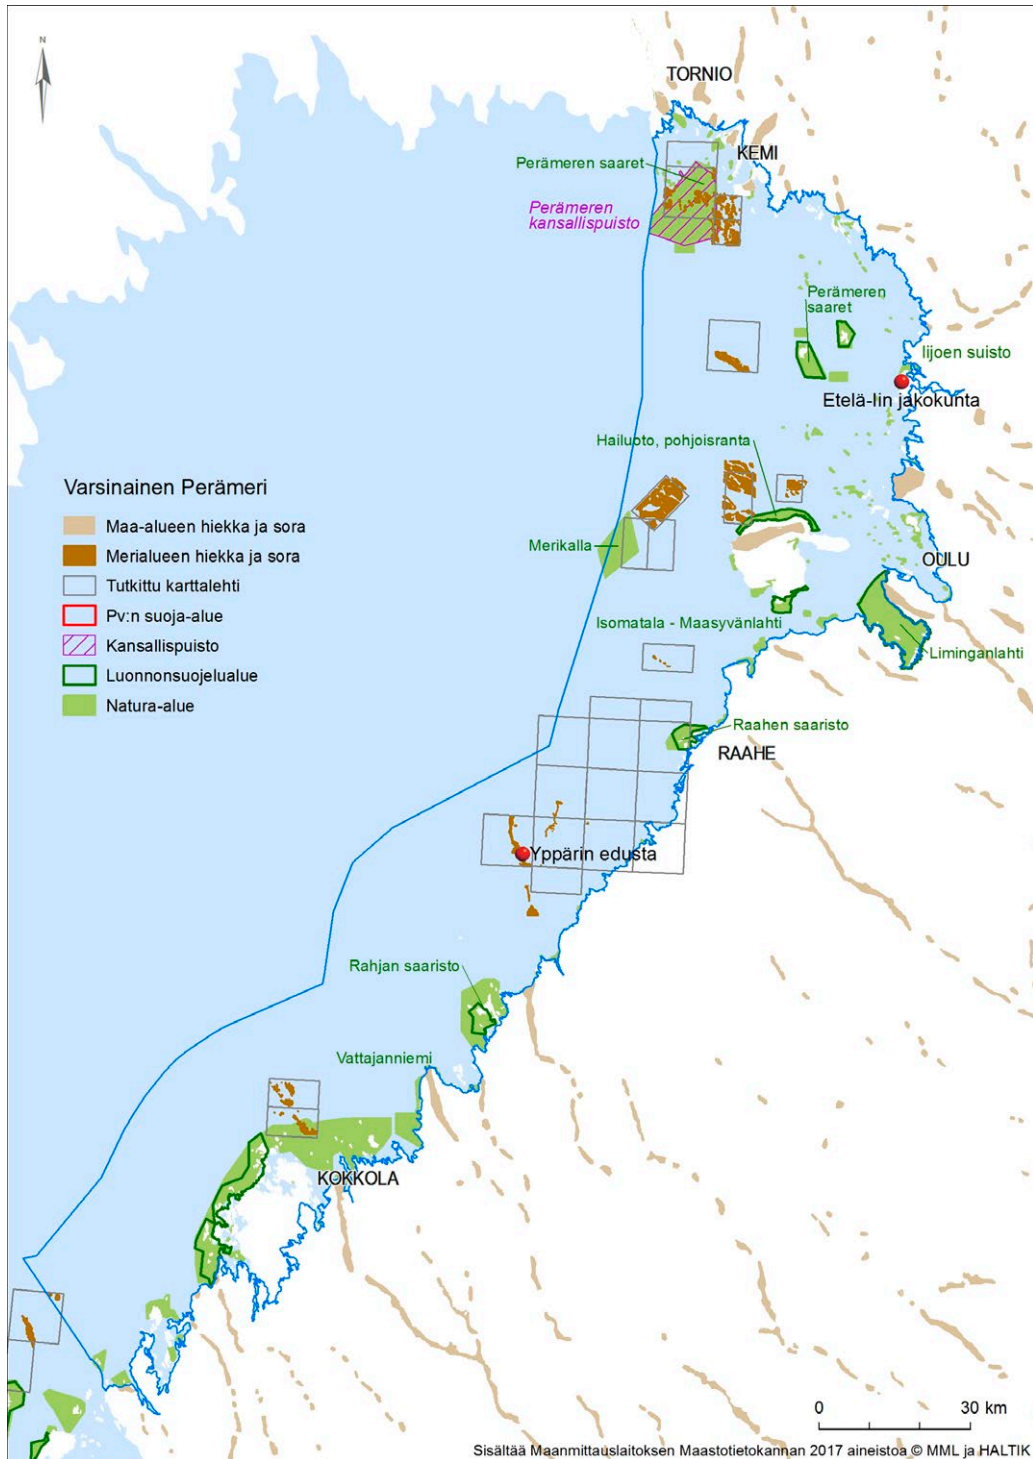 N
TORNIO
KEMI
Perämeren saaret
Perämeren
kansallispuisto
Perämeren
saaret
Iijoen suisto
Etelä-Iin jakokunta
Hailuoto, pohjoisranta
Varsinainen Perämeri
Maa-alueen hiekka ja sora
Merialueen hiekka ja sora
Tutkittu karttalehti
Pv:n suoja-alue
Kansallispuisto
Luonnonsuojelualue
Natura-alue
Merikalla
OULU
Isomatala - Maasyvänlahti
Liminganlahti
Raahen saaristo
RAAHE
Yppärin edusta
Rahjan saaristo
Vattajanniemi
KOKKOLA
0 30 km
Sisältää Maanmittauslaitoksen Maastotietokannan 2017 aineistoa © MML ja HALTIK